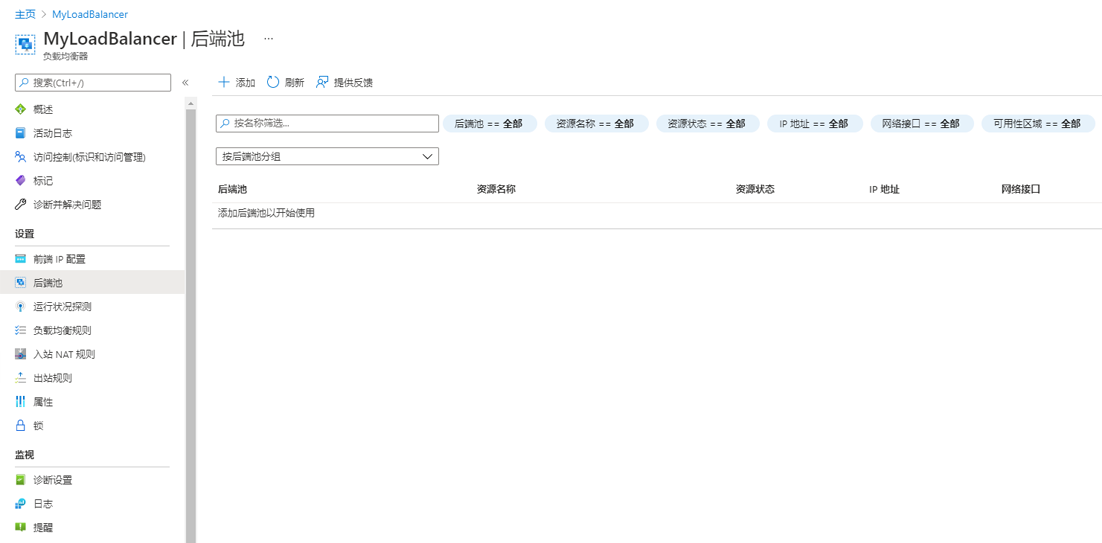 主页 > MyLoadBalancer
MyLoadBalancer | 后端池 ...
负载均衡器
搜索(Ctrl+/)
«
概述
活动日志
访问控制(标识和访问管理)
标记
诊断并解决问题
设置
前端 IP 配置
后端池
运行状况探测
负载均衡规则
入站 NAT 规则
出站规则
属性
锁
监视
诊断设置
日志
提醒
添加 刷新 提供反馈
按名称筛选... 后端池 == 全部 资源名称 == 全部 资源状态 == 全部 IP 地址 == 全部 网络接口 == 全部 可用性区域 == 全部
按后端池分组
后端池 资源名称 资源状态 IP 地址 网络接口
添加后端池以开始使用